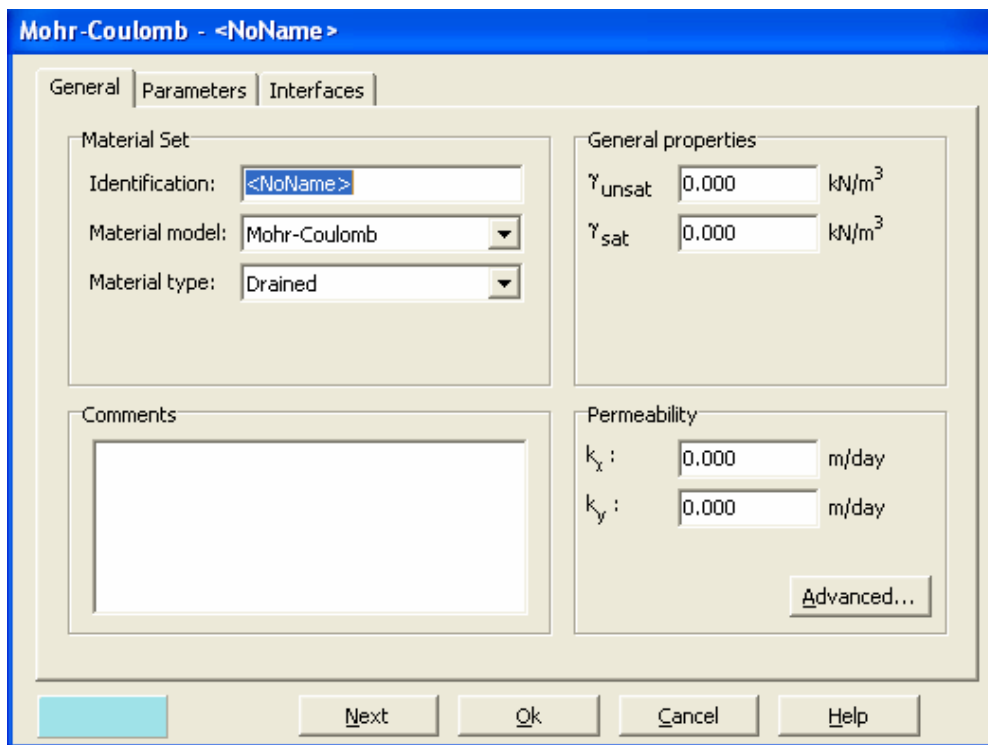 Mohr-Coulomb - <NoName>
General Parameters Interfaces
Material Set
Identification: <NoName>
Material model: Mohr-Coulomb
Material type: Drained
General properties
γunsat 0.000 kN/m³
γsat 0.000 kN/m³
Comments
Permeability
kx : 0.000 m/day
ky : 0.000 m/day
Advanced...
Next Ok Cancel Help